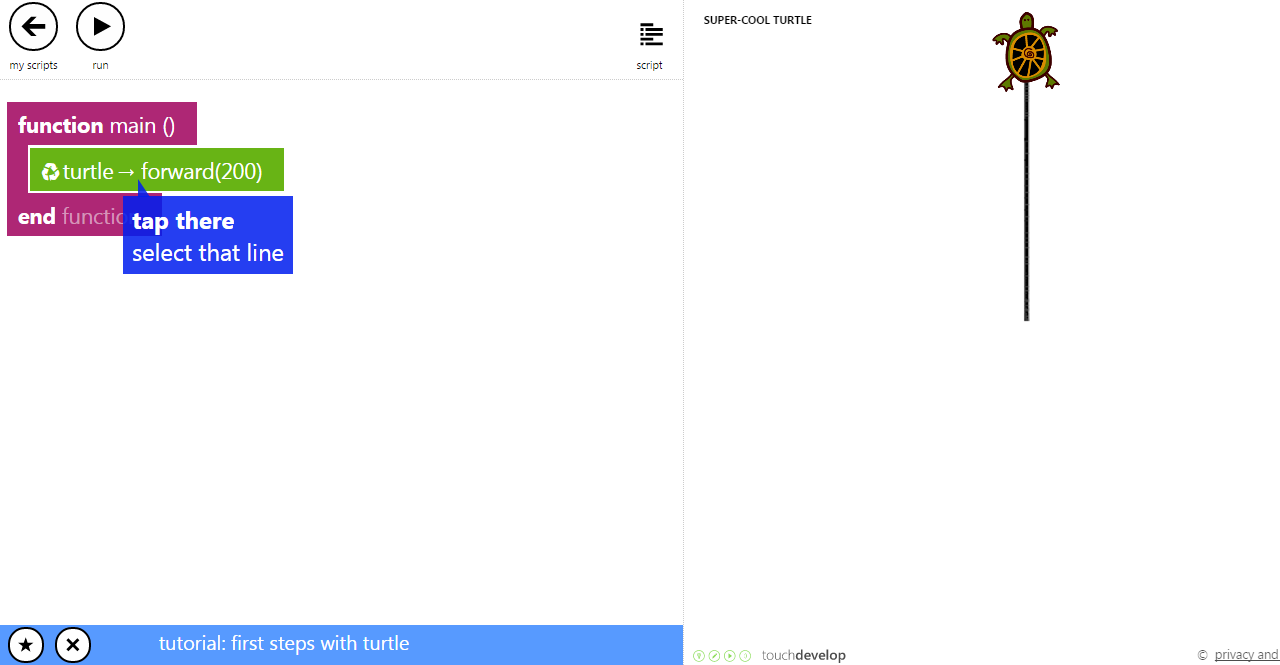 my scripts
run
script
function main ()
turtle → forward(200)
end functio
tap there
select that line
tutorial: first steps with turtle
SUPER-COOL TURTLE
touchdevelop
© privacy and